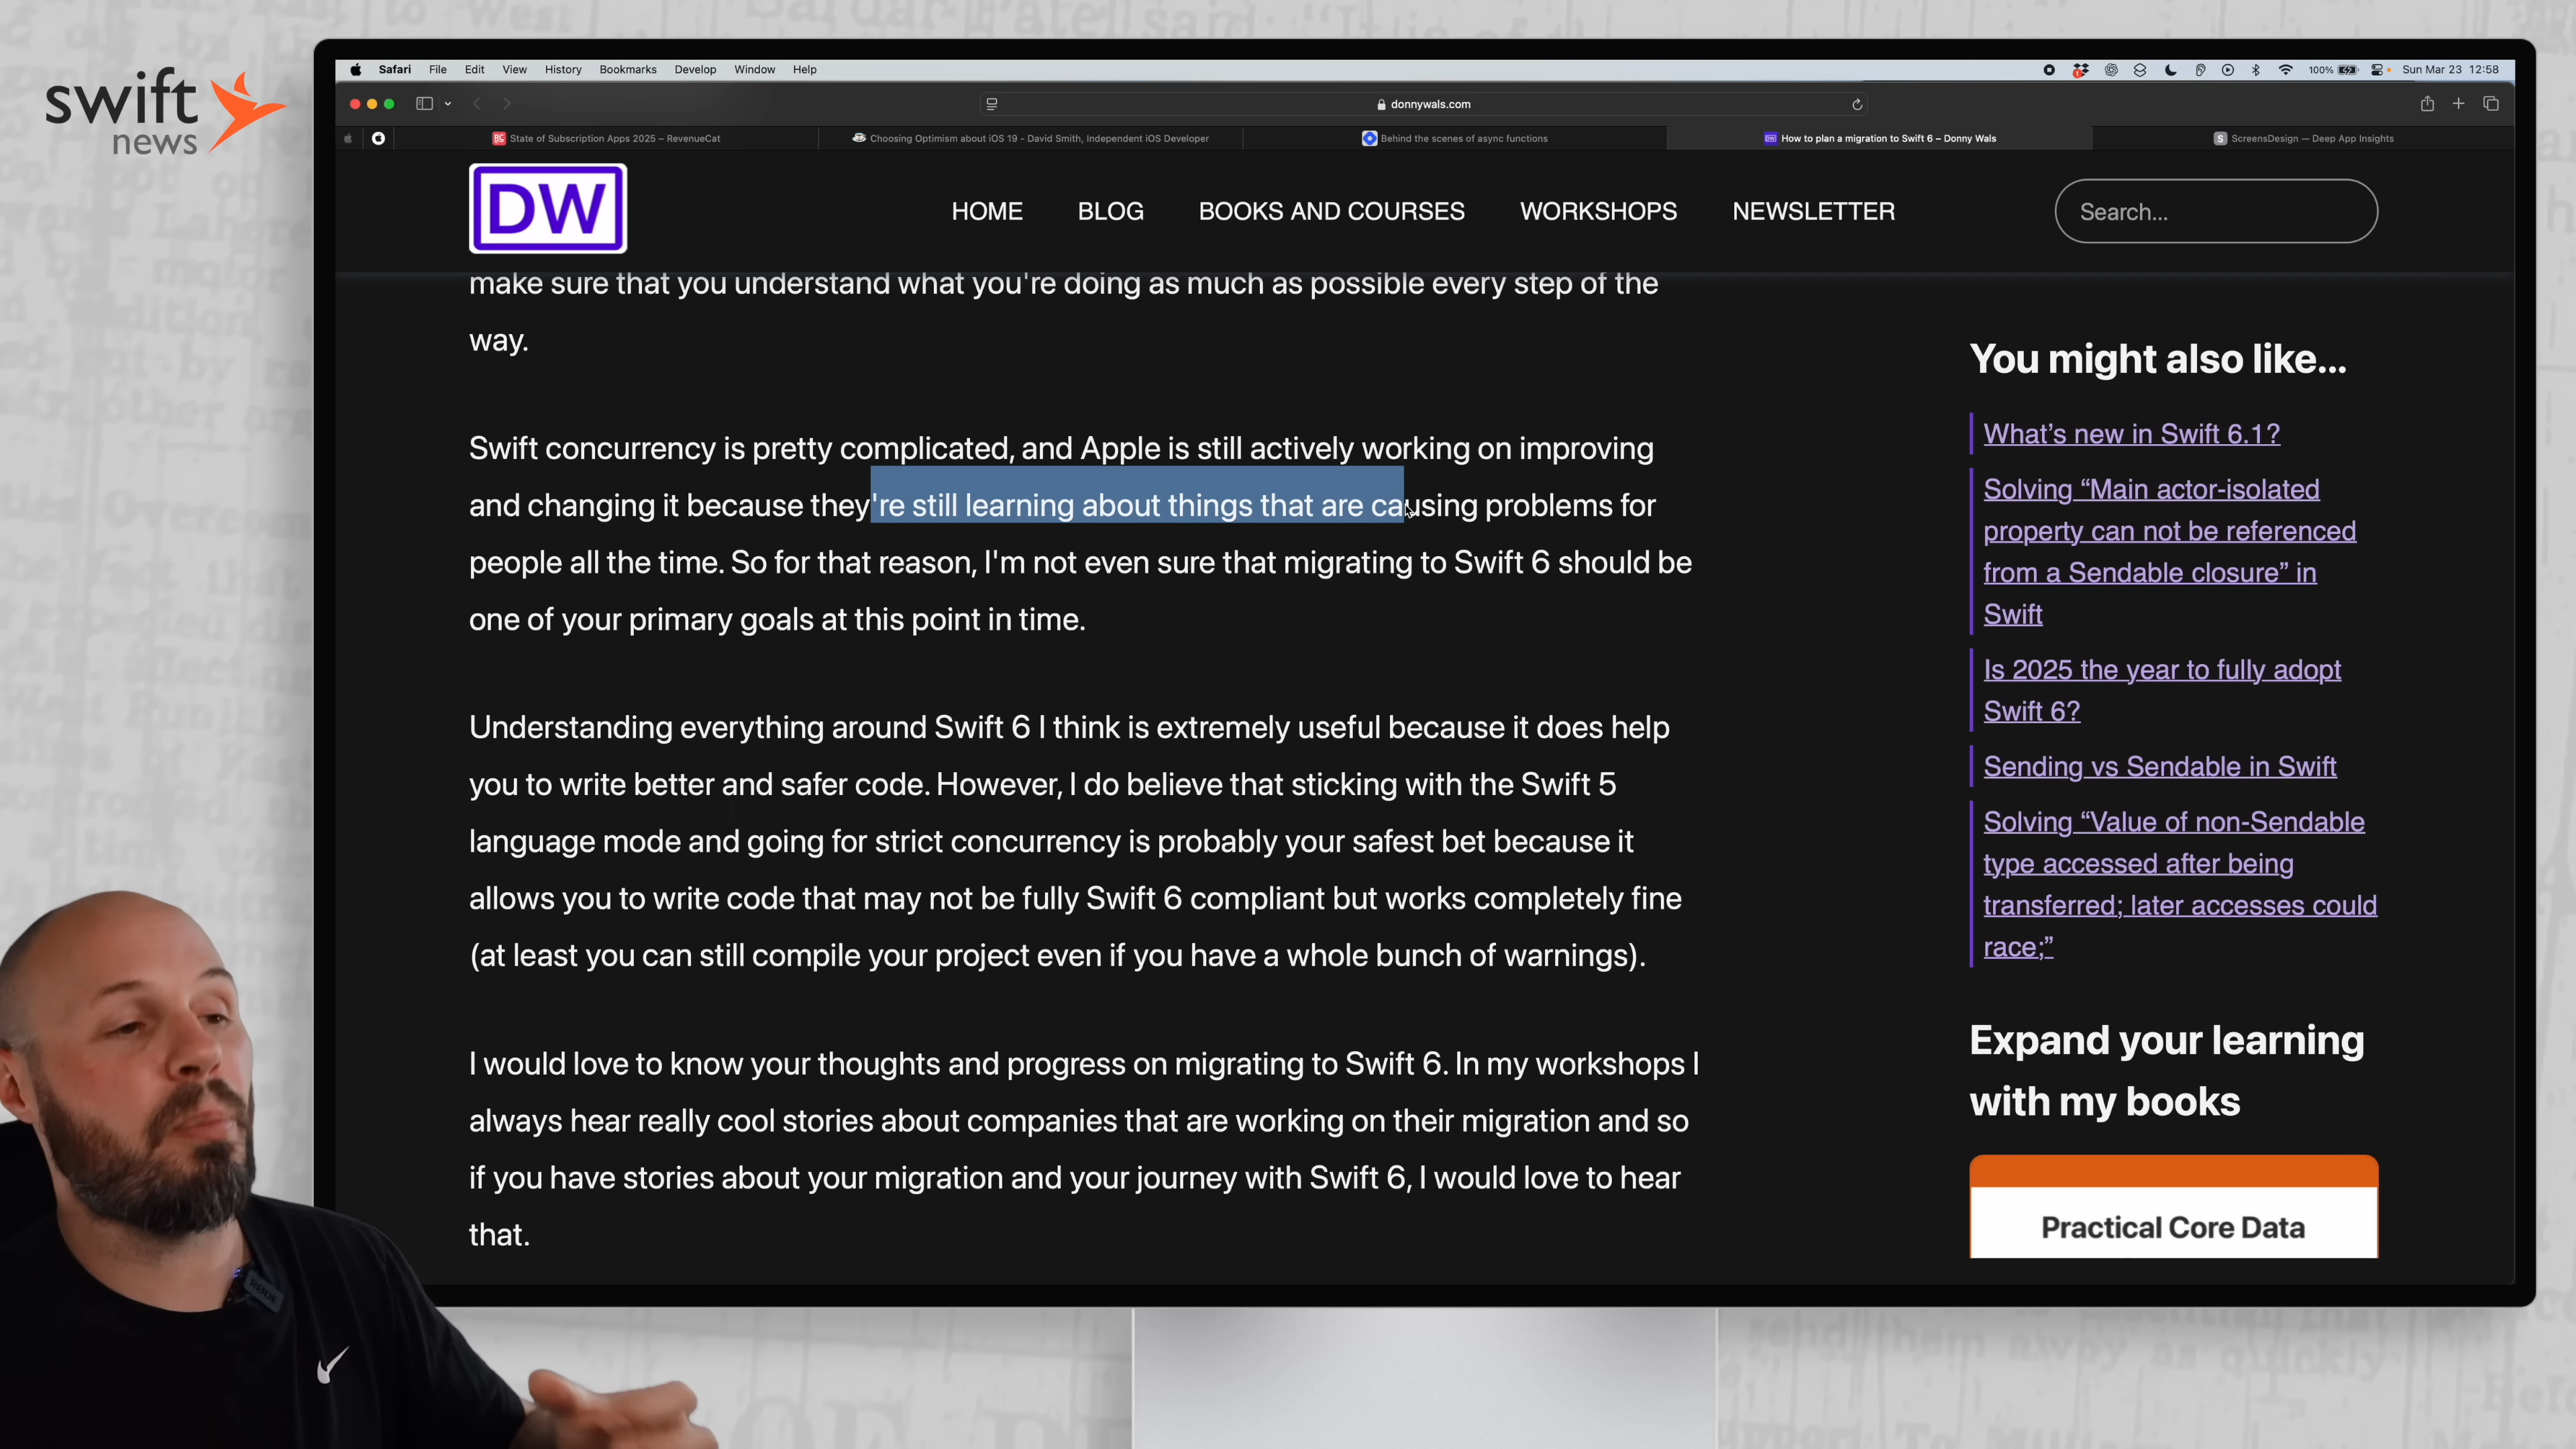 swift
news
Safari File Edit View History Bookmarks Develop Window Help
100% Sun Mar 23 12:58
donnywals.com
State of Subscription Apps 2025 – RevenueCat
Choosing Optimism about iOS 19 - David Smith, Independent iOS Developer
Behind the scenes of async functions
How to plan a migration to Swift 6 – Donny Wals
ScreensDesign — Deep App Insights
DW
HOME BLOG BOOKS AND COURSES WORKSHOPS NEWSLETTER
Search...
make sure that you understand what you're doing as much as possible every step of the
way.
Swift concurrency is pretty complicated, and Apple is still actively working on improving
and changing it because they're still learning about things that are causing problems for
people all the time. So for that reason, I'm not even sure that migrating to Swift 6 should be
one of your primary goals at this point in time.
Understanding everything around Swift 6 I think is extremely useful because it does help
you to write better and safer code. However, I do believe that sticking with the Swift 5
language mode and going for strict concurrency is probably your safest bet because it
allows you to write code that may not be fully Swift 6 compliant but works completely fine
(at least you can still compile your project even if you have a whole bunch of warnings).
I would love to know your thoughts and progress on migrating to Swift 6. In my workshops I
always hear really cool stories about companies that are working on their migration and so
if you have stories about your migration and your journey with Swift 6, I would love to hear
that.
You might also like...
What's new in Swift 6.1?
Solving “Main actor-isolated
property can not be referenced
from a Sendable closure” in
Swift
Is 2025 the year to fully adopt
Swift 6?
Sending vs Sendable in Swift
Solving “Value of non-Sendable
type accessed after being
transferred; later accesses could
race;”
Expand your learning
with my books
Practical Core Data
RODE